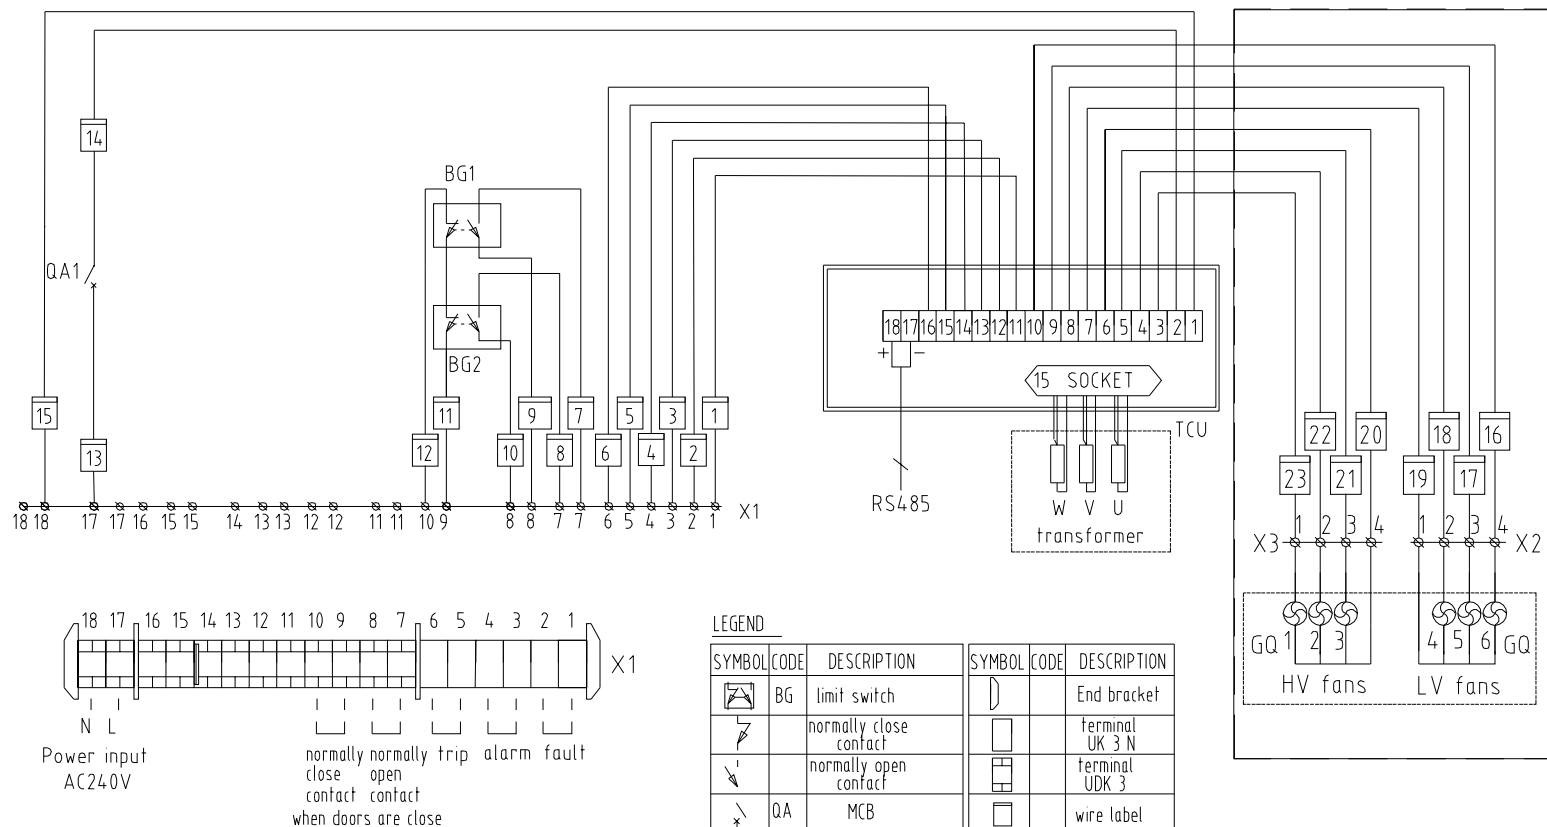 14
QA1
15
13
BG1
BG2
11
9
7
5
3
1
12
10
8
6
4
2
18 18 17 17 16 15 15 14 13 13 12 12 11 11 10 9 8 8 7 7 6 5 4 3 2 1 X1
18 17 16 15 14 13 12 11 10 9 8 7 6 5 4 3 2 1
+ −
15 SOCKET
TCU
RS485
W V U
transformer
22 20 18 16
23 21 19 17
X3 1 2 3 4 1 2 3 4 X2
GQ 1 2 3 4 5 6 GQ
HV fans LV fans
18 17 16 15 14 13 12 11 10 9 8 7 6 5 4 3 2 1
X1
N L
Power input
AC240V
normally
close
contact
normally
open
contact
when doors are close
trip alarm fault
LEGEND
SYMBOL CODE DESCRIPTION
BG limit switch
normally close
contact
normally open
contact
QA MCB
SYMBOL CODE DESCRIPTION
End bracket
terminal
UK 3 N
terminal
UDK 3
wire label